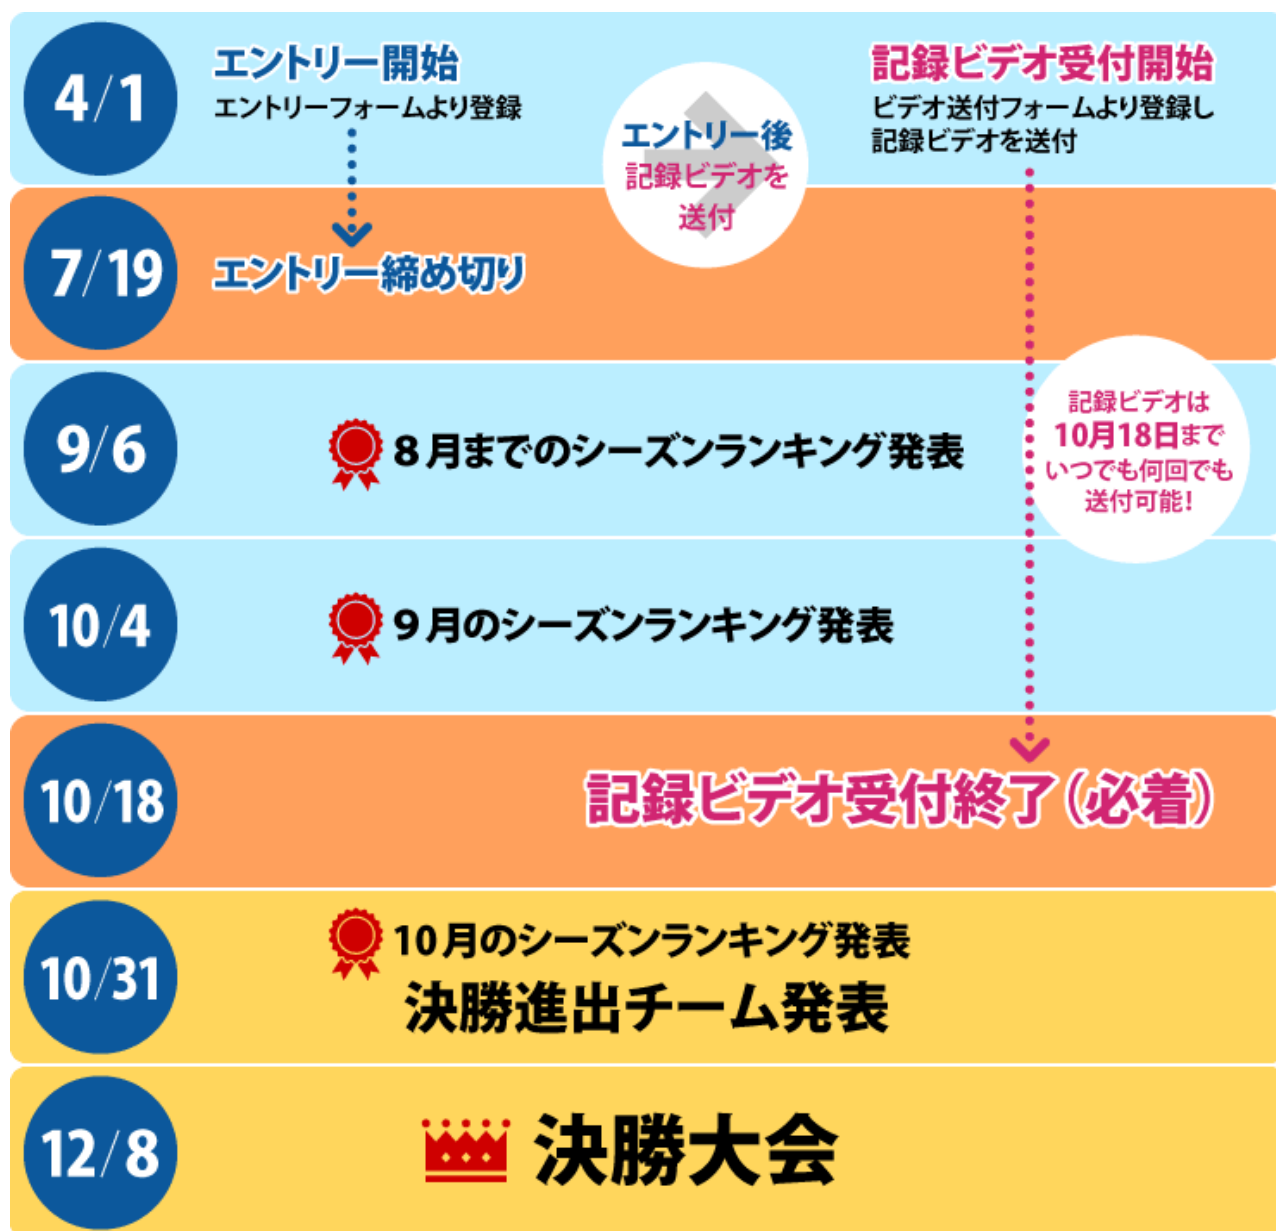 4/1
エントリー開始
エントリーフォームより登録
エントリー後
記録ビデオを
送付
記録ビデオ受付開始
ビデオ送付フォームより登録し
記録ビデオを送付
7/19
エントリー締め切り
9/6
8月までのシーズンランキング発表
記録ビデオは
10月18日まで
いつでも何回でも
送付可能!
10/4
9月のシーズンランキング発表
10/18
記録ビデオ受付終了(必着)
10/31
10月のシーズンランキング発表
決勝進出チーム発表
12/8
決勝大会